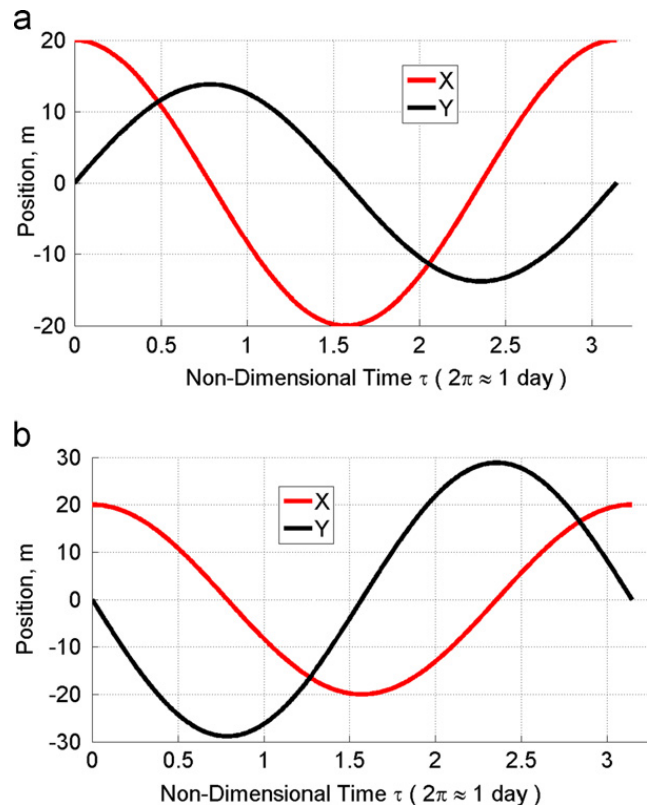 a
20
10
0
-10
-20
Position, m
X
Y
0 0.5 1 1.5 2 2.5 3
Non-Dimensional Time τ ( 2π ≈ 1 day )
b
30
20
10
0
-10
-20
-30
Position, m
X
Y
0 0.5 1 1.5 2 2.5 3
Non-Dimensional Time τ ( 2π ≈ 1 day )